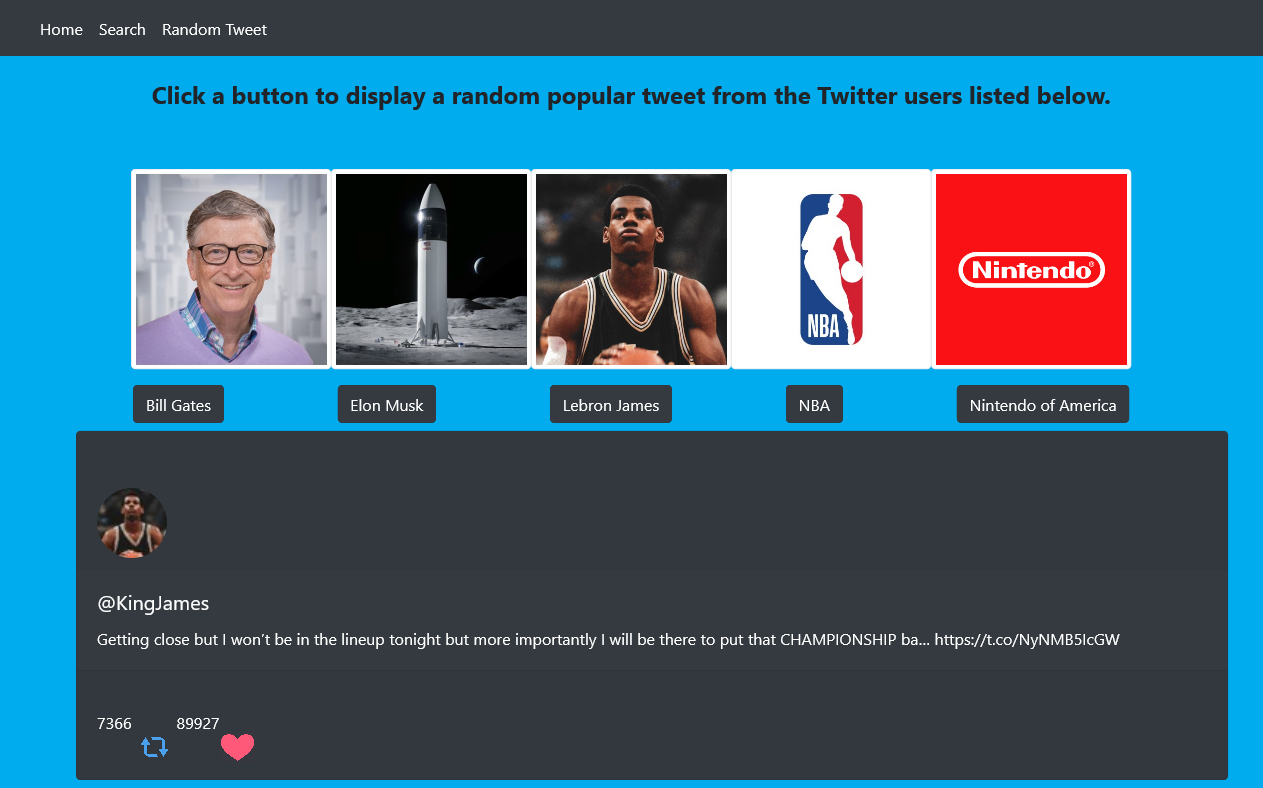 Home Search Random Tweet
Click a button to display a random popular tweet from the Twitter users listed below.
NBA
Nintendo®
Bill Gates
Elon Musk
Lebron James
NBA
Nintendo of America
@KingJames
Getting close but I won’t be in the lineup tonight but more importantly I will be there to put that CHAMPIONSHIP ba... https://t.co/NyNMB5IcGW
7366 89927